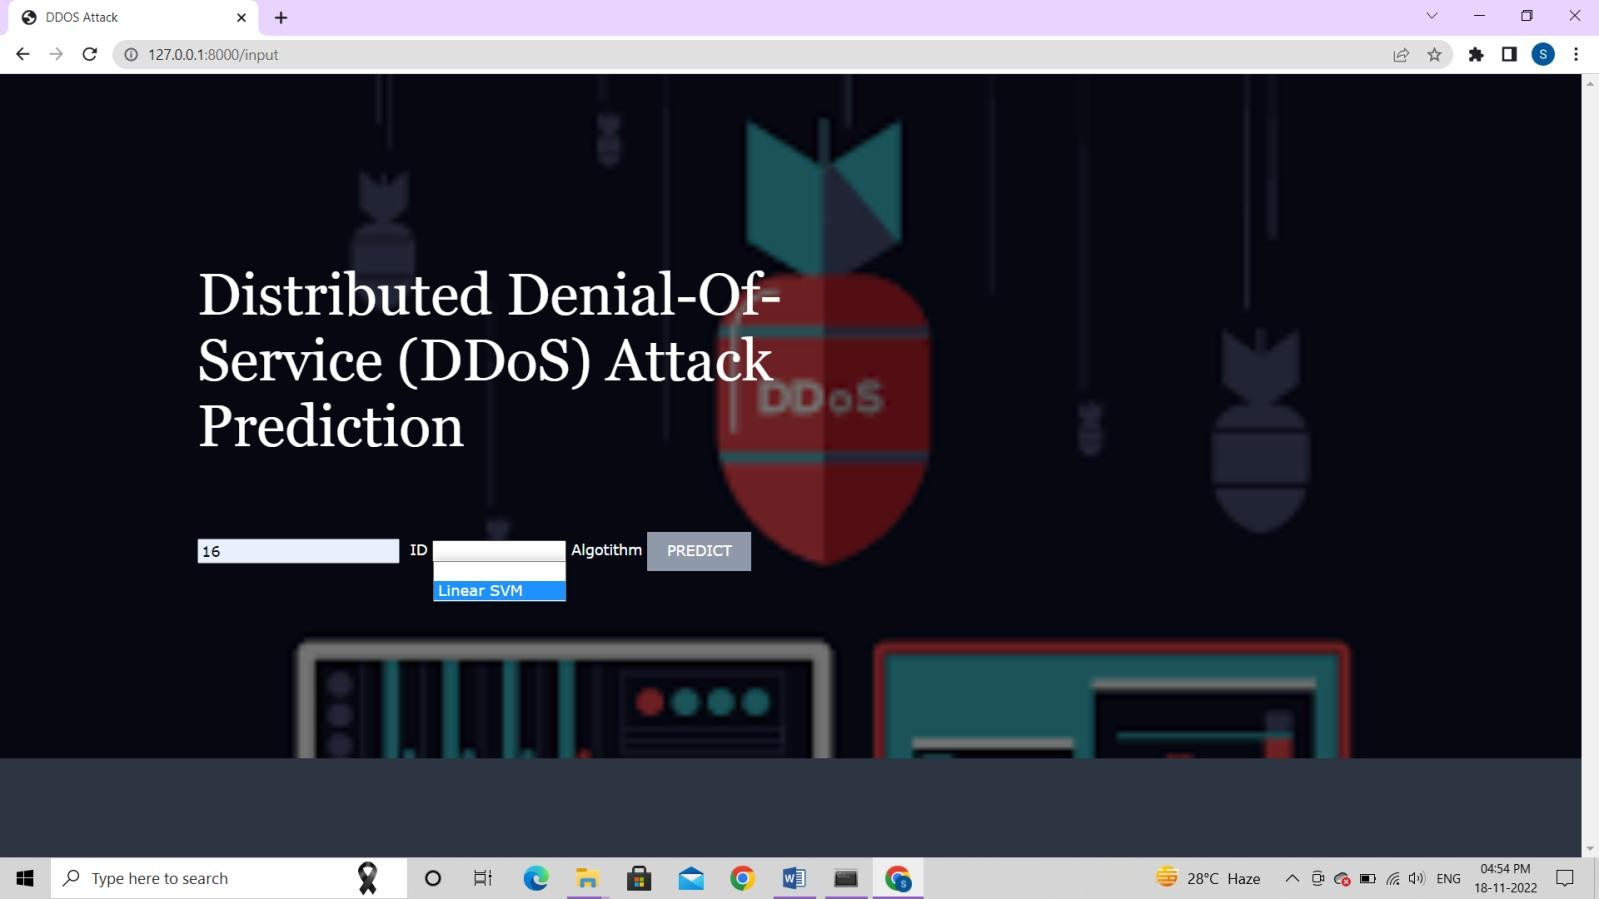 DDOS Attack
127.0.0.1:8000/input
S
Distributed Denial-Of-
Service (DDoS) Attack
Prediction
DDoS
16 ID Algotithm PREDICT
Linear SVM
Type here to search
28°C Haze
ENG
04:54 PM
18-11-2022